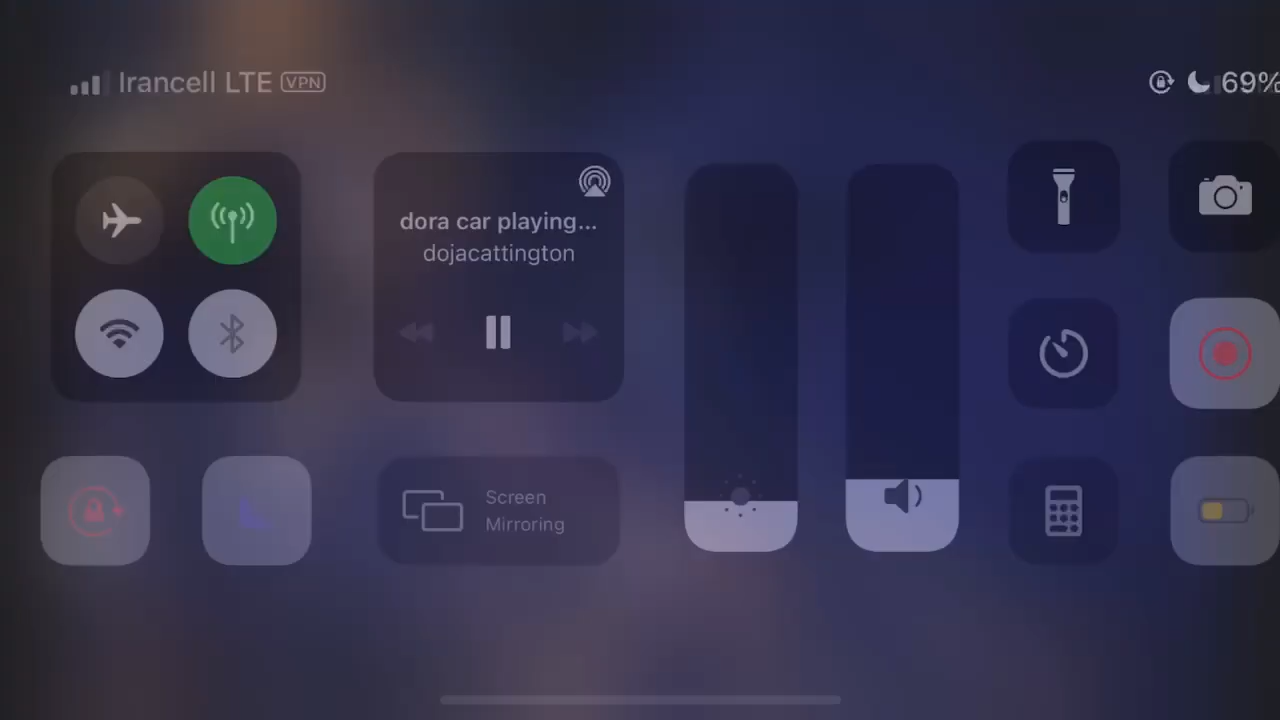 Irancell LTE VPN
69%
dora car playing...
dojacattington
Screen
Mirroring